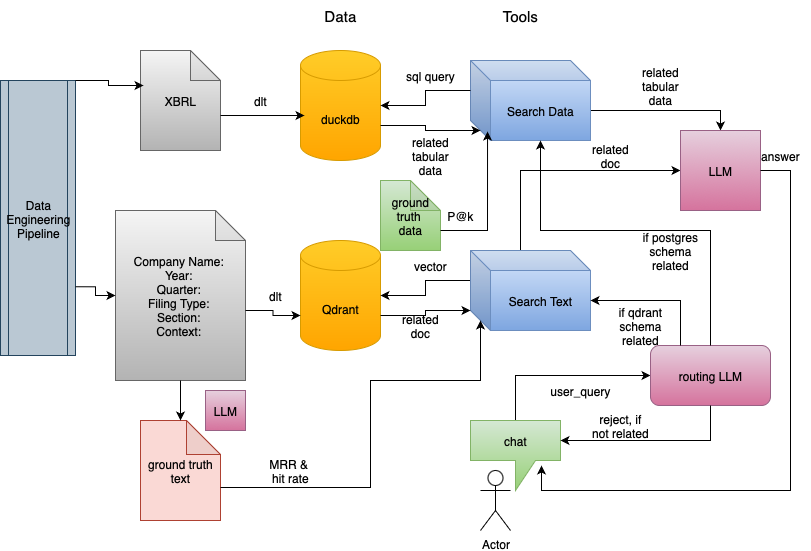 Data
Tools
XBRL
dlt
duckdb
sql query
related
tabular
data
Search Data
related
tabular
data
related
doc
LLM
answer
Data
Engineering
Pipeline
ground
truth
data
P@k
Company Name:
Year:
Quarter:
Filing Type:
Section:
Context:
dlt
Qdrant
vector
related
doc
Search Text
if postgres
schema
related
if qdrant
schema
related
routing LLM
user_query
reject, if
not related
chat
LLM
ground truth
text
MRR &
hit rate
Actor